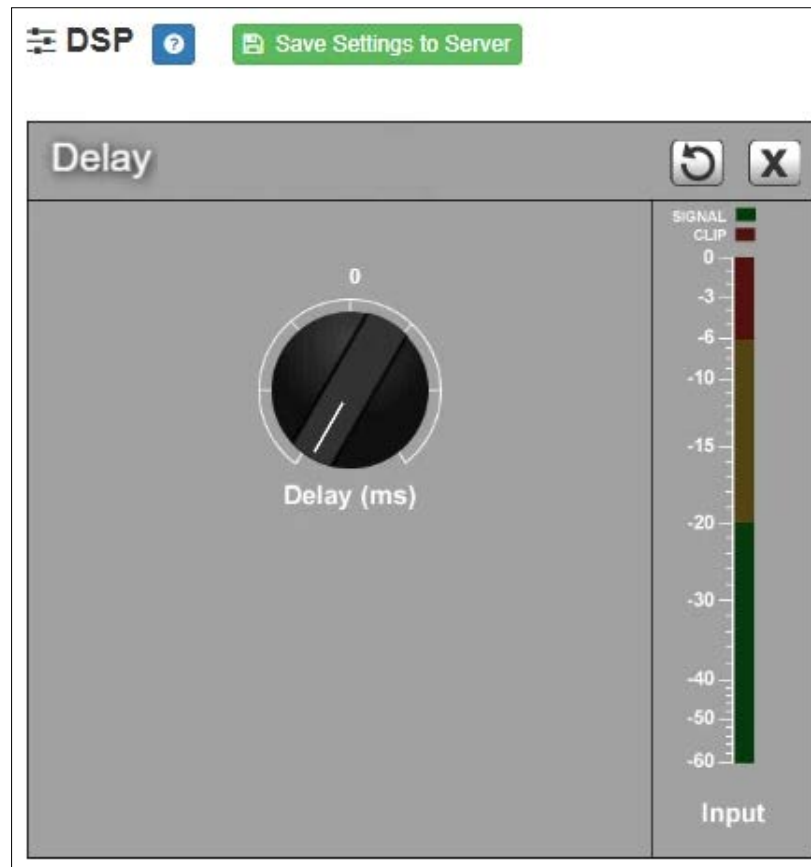 DSP ? Save Settings to Server
Delay X
SIGNAL
CLIP
0
-3
-6
-10
-15
-20
-30
-40
-50
-60
Input
0
Delay (ms)